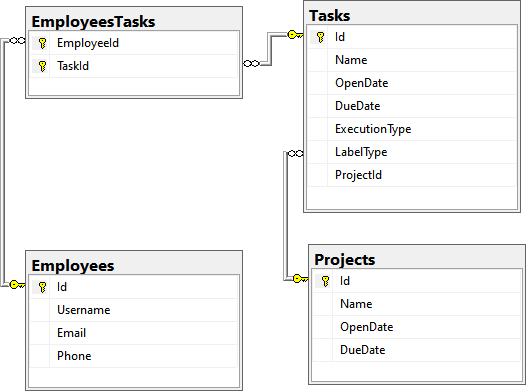 EmployeesTasks
EmployeeId
TaskId
Tasks
Id
Name
OpenDate
DueDate
ExecutionType
LabelType
ProjectId
Employees
Id
Username
Email
Phone
Projects
Id
Name
OpenDate
DueDate